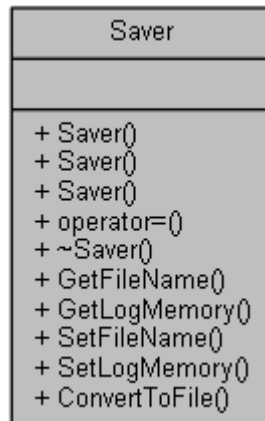 Saver
+ Saver()
+ Saver()
+ Saver()
+ operator=()
+ ~Saver()
+ GetFileName()
+ GetLogMemory()
+ SetFileName()
+ SetLogMemory()
+ ConvertToFile()